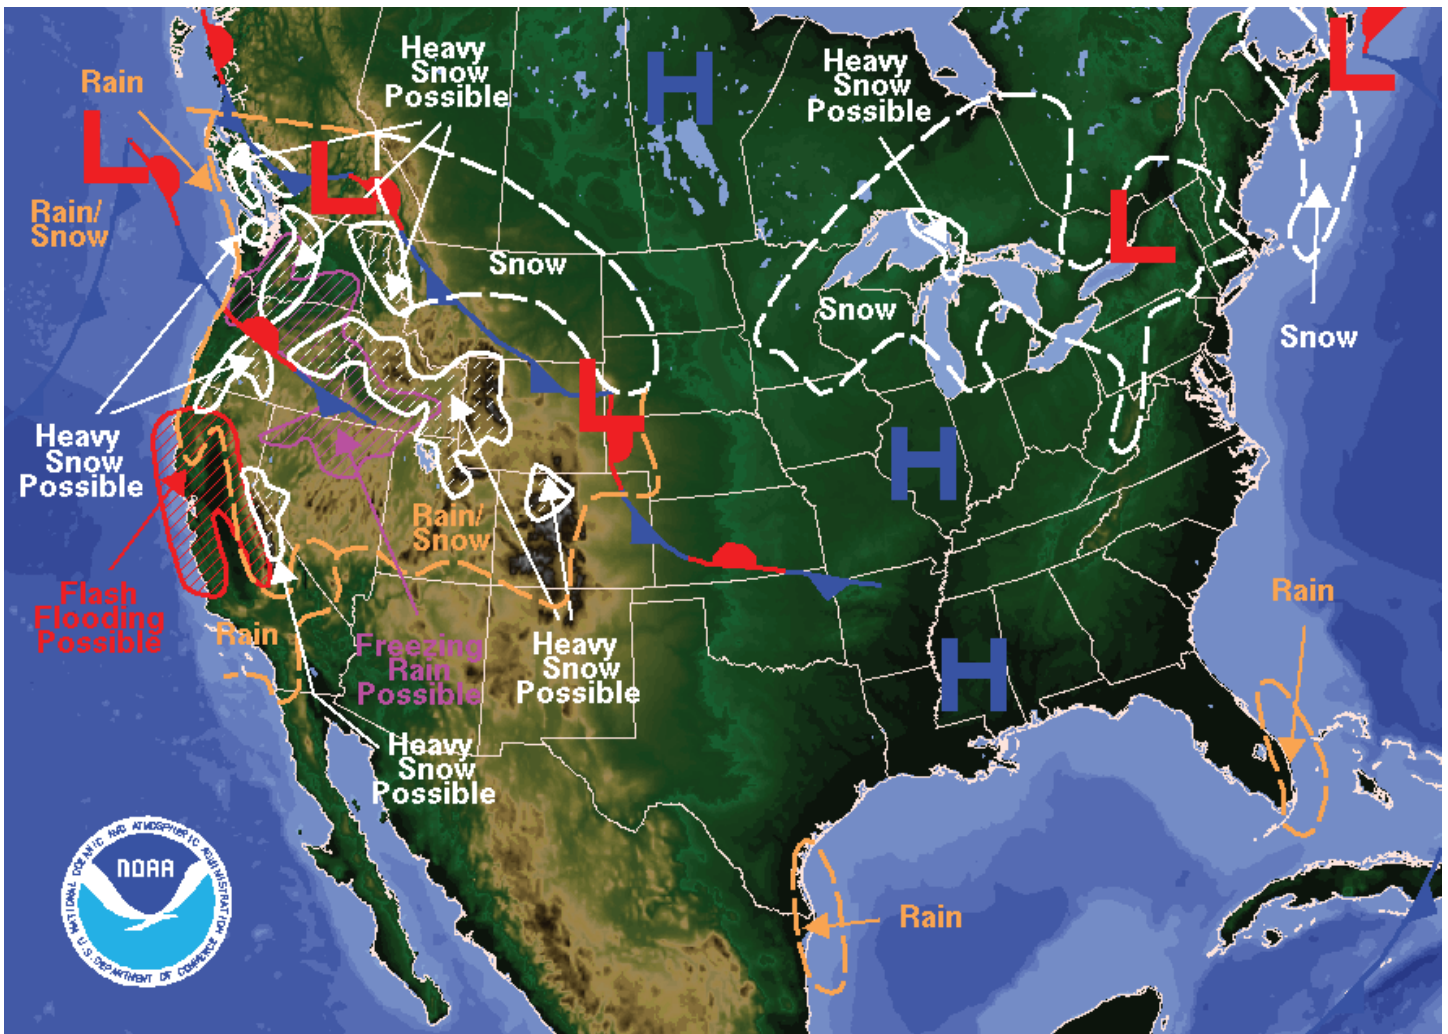 Heavy
Snow
Possible
H
Heavy
Snow
Possible
L
Rain
L
L
Rain/
Snow
L
Snow
Snow
Snow
L
Heavy
Snow
Possible
H
Rain/
Snow
Flash
Flooding
Possible
Rain
Freezing
Rain
Possible
Heavy
Snow
Possible
H
Rain
Heavy
Snow
Possible
Rain
NATIONAL OCEANIC AND ATMOSPHERIC ADMINISTRATION
NOAA
U.S. DEPARTMENT OF COMMERCE